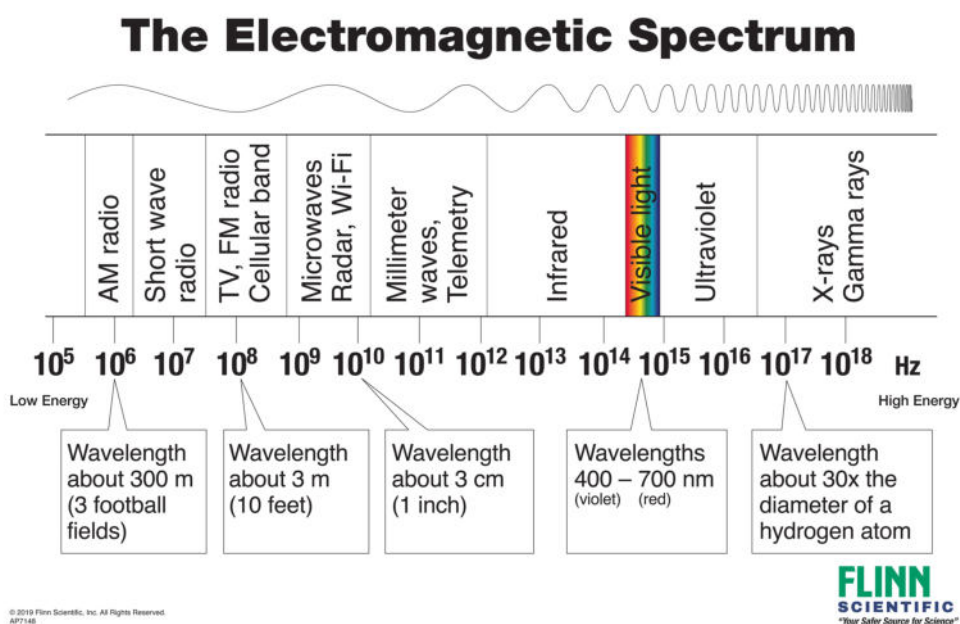 The Electromagnetic Spectrum
AM radio
Short wave
radio
TV, FM radio
Cellular band
Microwaves
Radar, Wi-Fi
Millimeter
waves,
Telemetry
Infrared
Visible light
Ultraviolet
X-rays
Gamma rays
10⁵ 10⁶ 10⁷ 10⁸ 10⁹ 10¹⁰ 10¹¹ 10¹² 10¹³ 10¹⁴ 10¹⁵ 10¹⁶ 10¹⁷ 10¹⁸ Hz
Low Energy
High Energy
Wavelength
about 300 m
(3 football
fields)
Wavelength
about 3 m
(10 feet)
Wavelength
about 3 cm
(1 inch)
Wavelengths
400 – 700 nm
(violet) (red)
Wavelength
about 30x the
diameter of a
hydrogen atom
FLINN
SCIENTIFIC
"Your Safer Source for Science"
© 2019 Flinn Scientific, Inc. All Rights Reserved.
AP7146